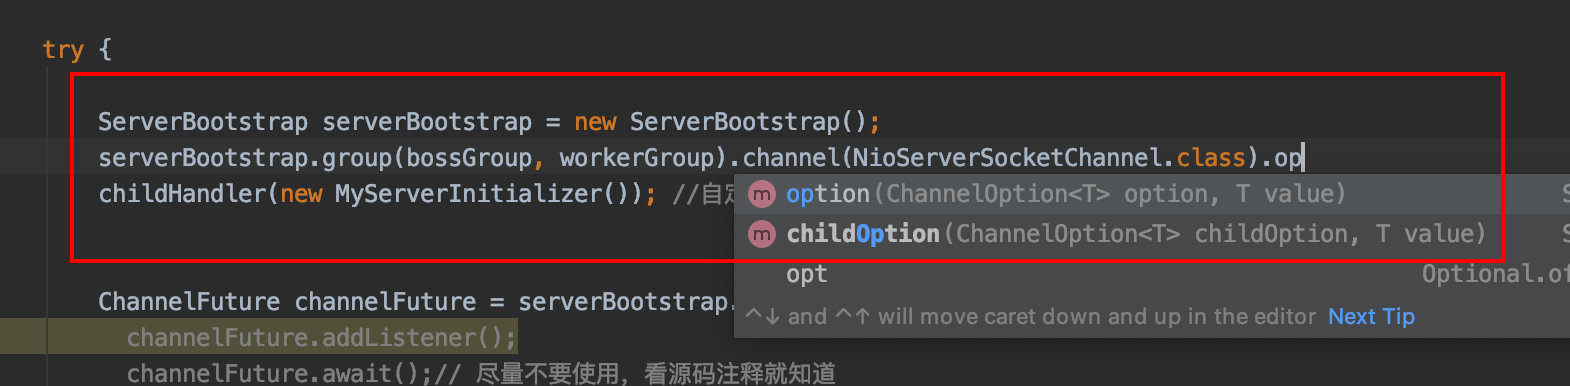 try {
ServerBootstrap serverBootstrap = new ServerBootstrap();
serverBootstrap.group(bossGroup, workerGroup).channel(NioServerSocketChannel.class).op
childHandler(new MyServerInitializer()); //自定
m option(ChannelOption<T> option, T value) S
m childOption(ChannelOption<T> childOption, T value) S
opt Optional.of
ChannelFuture channelFuture = serverBootstrap.
^↓ and ^↑ will move caret down and up in the editor Next Tip
channelFuture.addListener();
channelFuture.await();// 尽量不要使用，看源码注释就知道